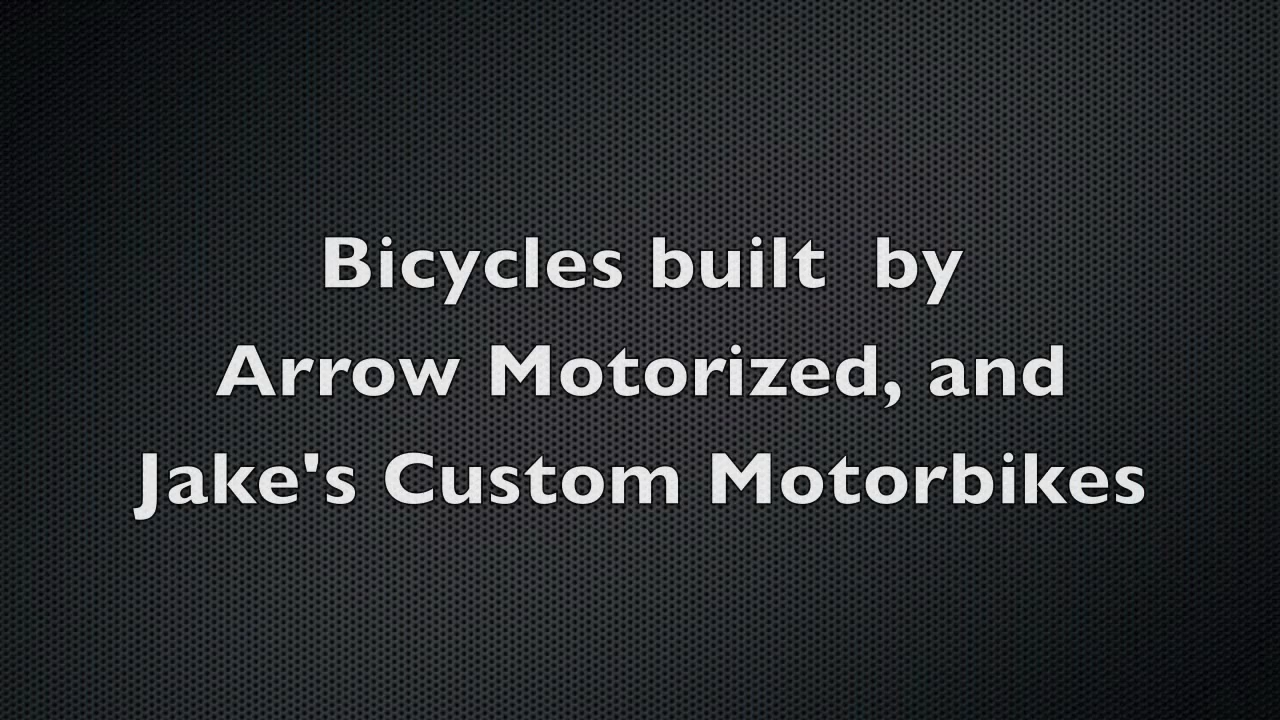 Bicycles built  by
Arrow Motorized, and
Jake's Custom Motorbikes